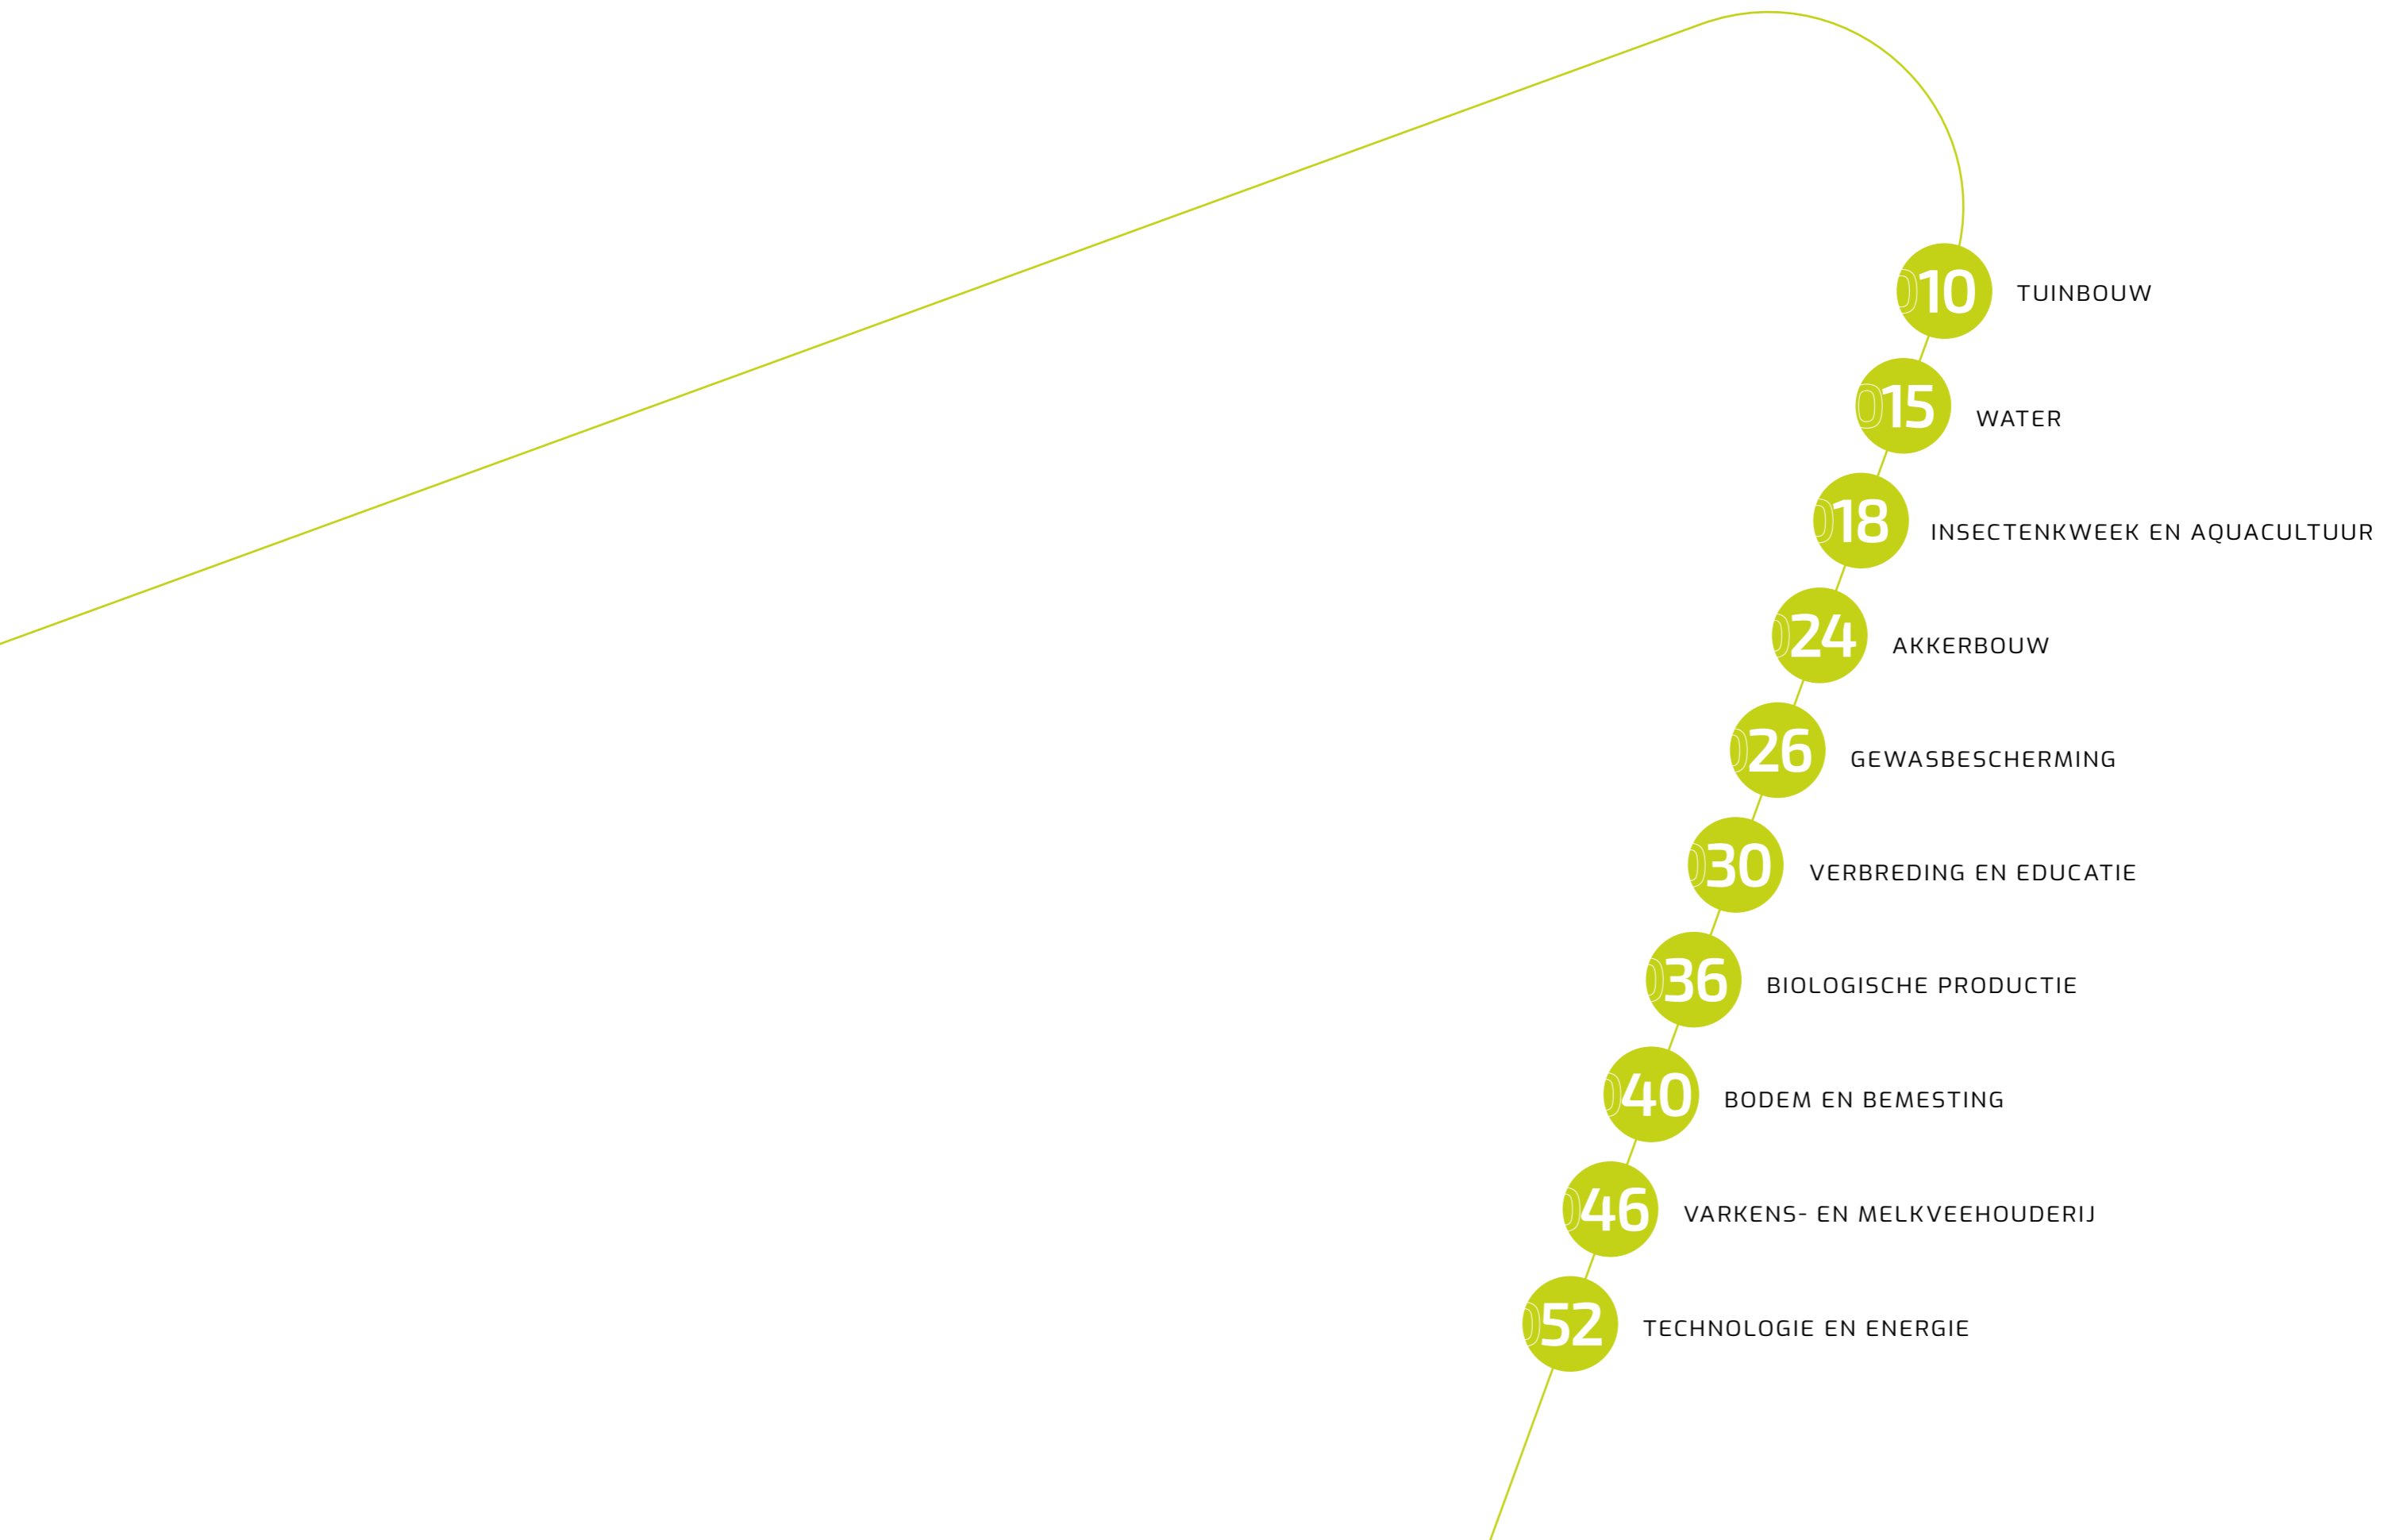 010 TUINBOUW
015 WATER
018 INSECTENKWEEK EN AQUACULTUUR
024 AKKERBOUW
026 GEWASBESCHERMING
030 VERBREDING EN EDUCATIE
036 BIOLOGISCHE PRODUCTIE
040 BODEM EN BEMESTING
046 VARKENS- EN MELKVEEHOUDERIJ
052 TECHNOLOGIE EN ENERGIE